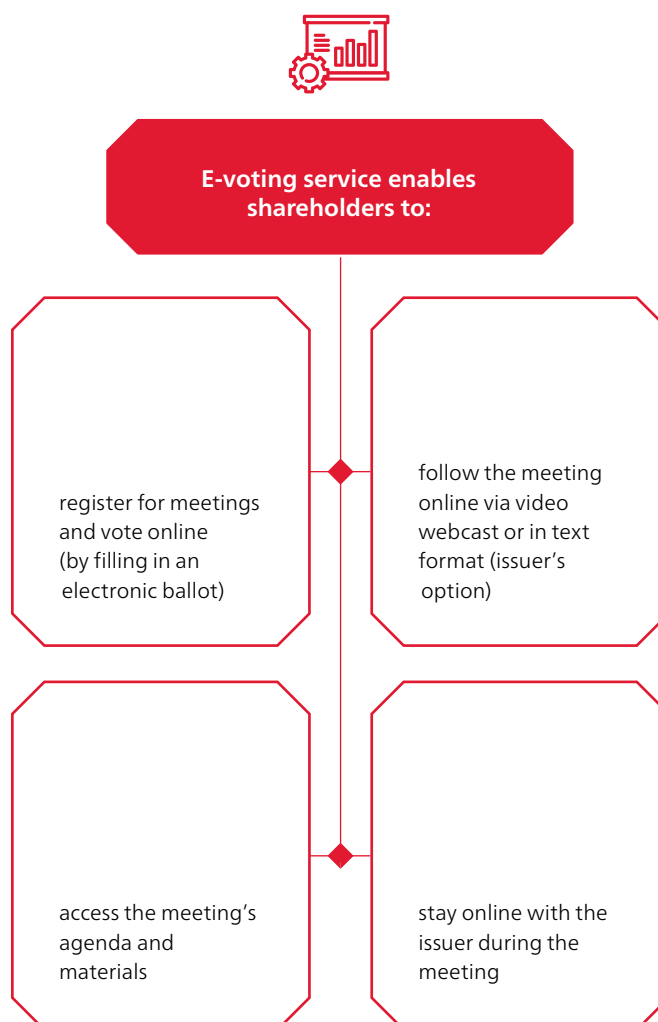 E-voting service enables
shareholders to:
register for meetings
and vote online
(by filling in an
electronic ballot)
follow the meeting
online via video
webcast or in text
format (issuer’s
option)
access the meeting’s
agenda and
materials
stay online with the
issuer during the
meeting